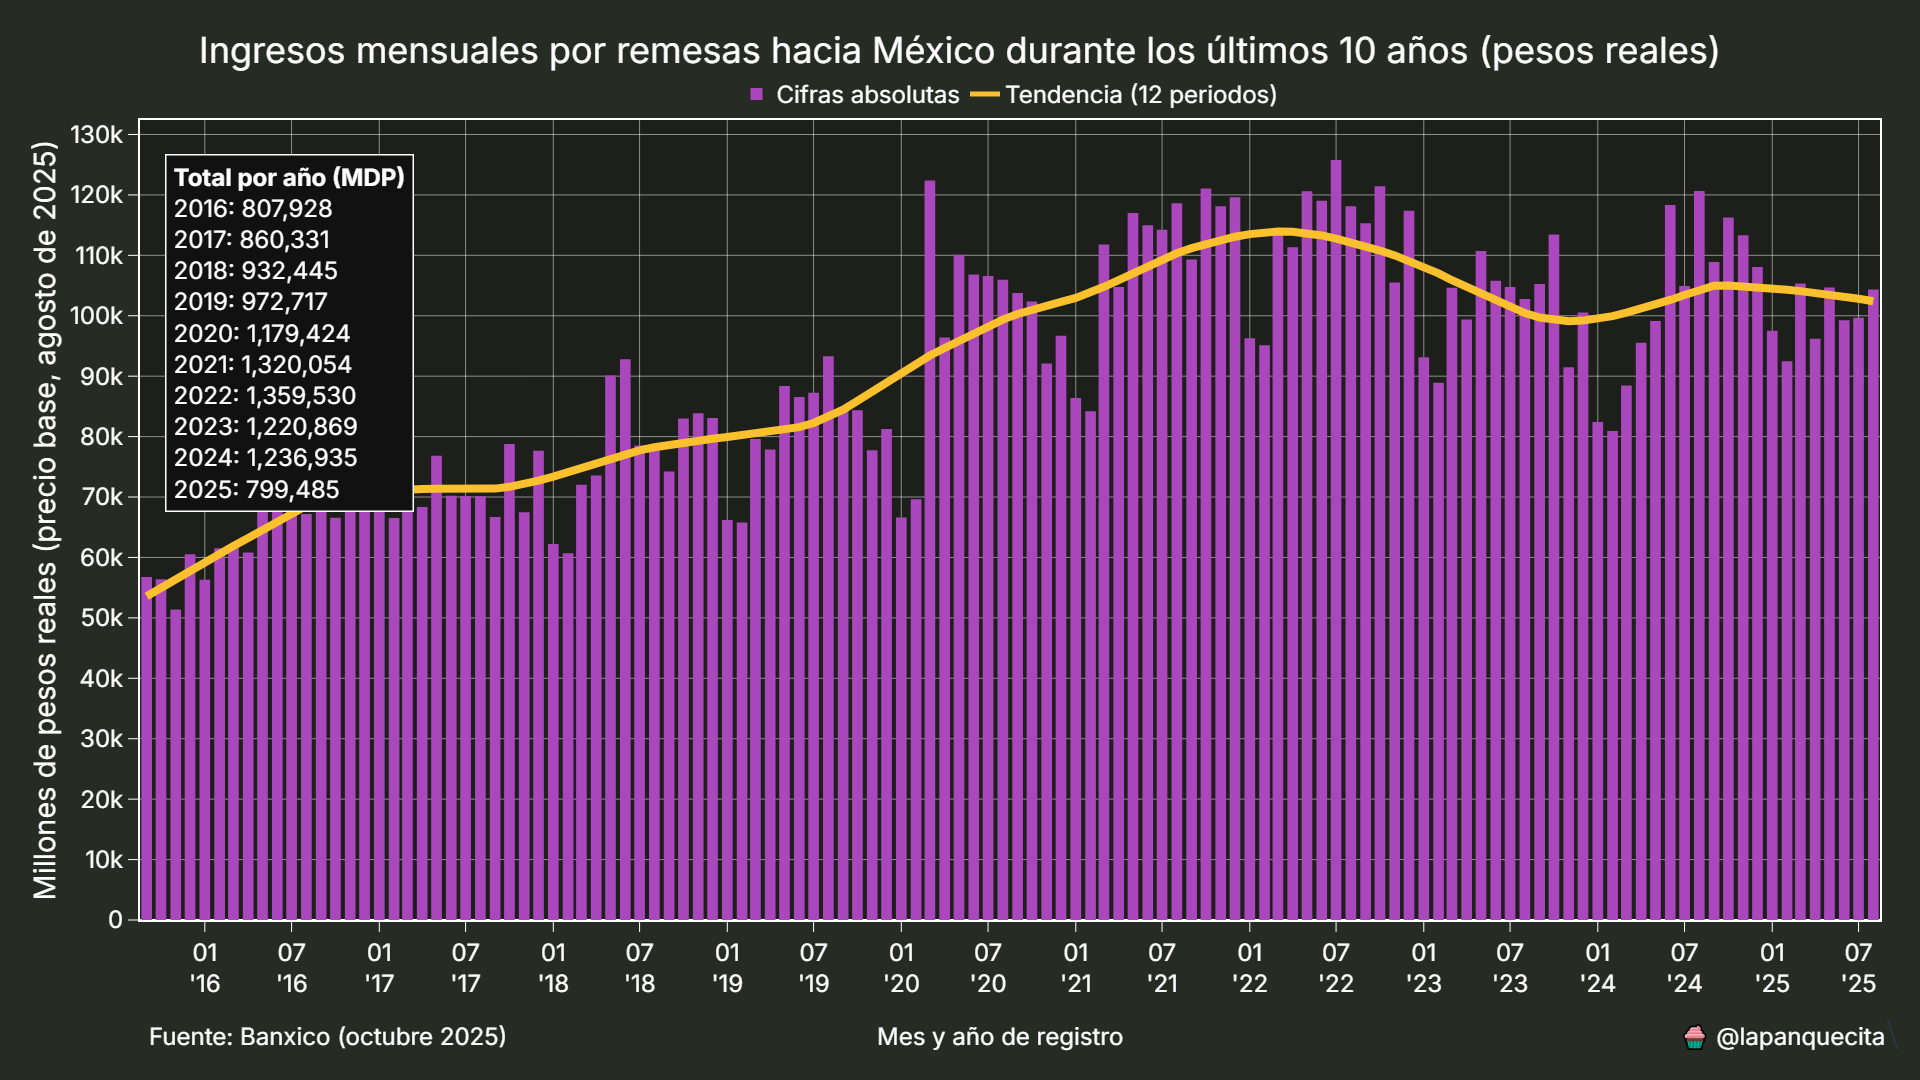 Ingresos mensuales por remesas hacia México durante los últimos 10 años (pesos reales)
Cifras absolutas Tendencia (12 periodos)
Millones de pesos reales (precio base, agosto de 2025)
130k
120k
110k
100k
90k
80k
70k
60k
50k
40k
30k
20k
10k
0
Total por año (MDP)
2016: 807,928
2017: 860,331
2018: 932,445
2019: 972,717
2020: 1,179,424
2021: 1,320,054
2022: 1,359,530
2023: 1,220,869
2024: 1,236,935
2025: 799,485
01 07 01 07 01 07 01 07 01 07 01 07 01 07 01 07 01 07 01 07
'16 '16 '17 '17 '18 '18 '19 '19 '20 '20 '21 '21 '22 '22 '23 '23 '24 '24 '25 '25
Fuente: Banxico (octubre 2025) Mes y año de registro @lapanquecita